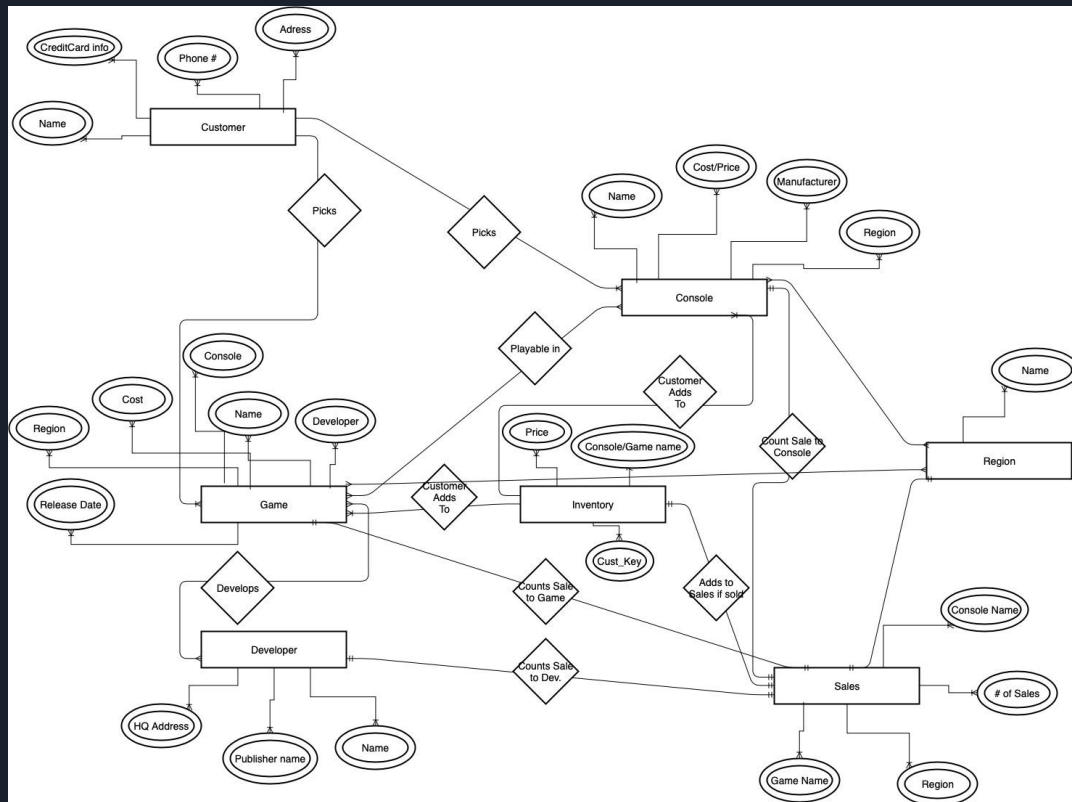 Adress
CreditCard info
Phone #
Name
Customer
Picks
Picks
Name
Cost/Price
Manufacturer
Region
Console
Playable in
Console
Customer
Adds
To
Name
Cost
Name
Developer
Region
Price
Console/Game name
Count Sale to
Console
Region
Release Date
Game
Customer
Adds
To
Inventory
Cust_Key
Develops
Counts Sale
to Game
Adds to
Sales if sold
Console Name
Developer
Counts Sale
to Dev.
Sales
# of Sales
HQ Address
Publisher name
Name
Game Name
Region